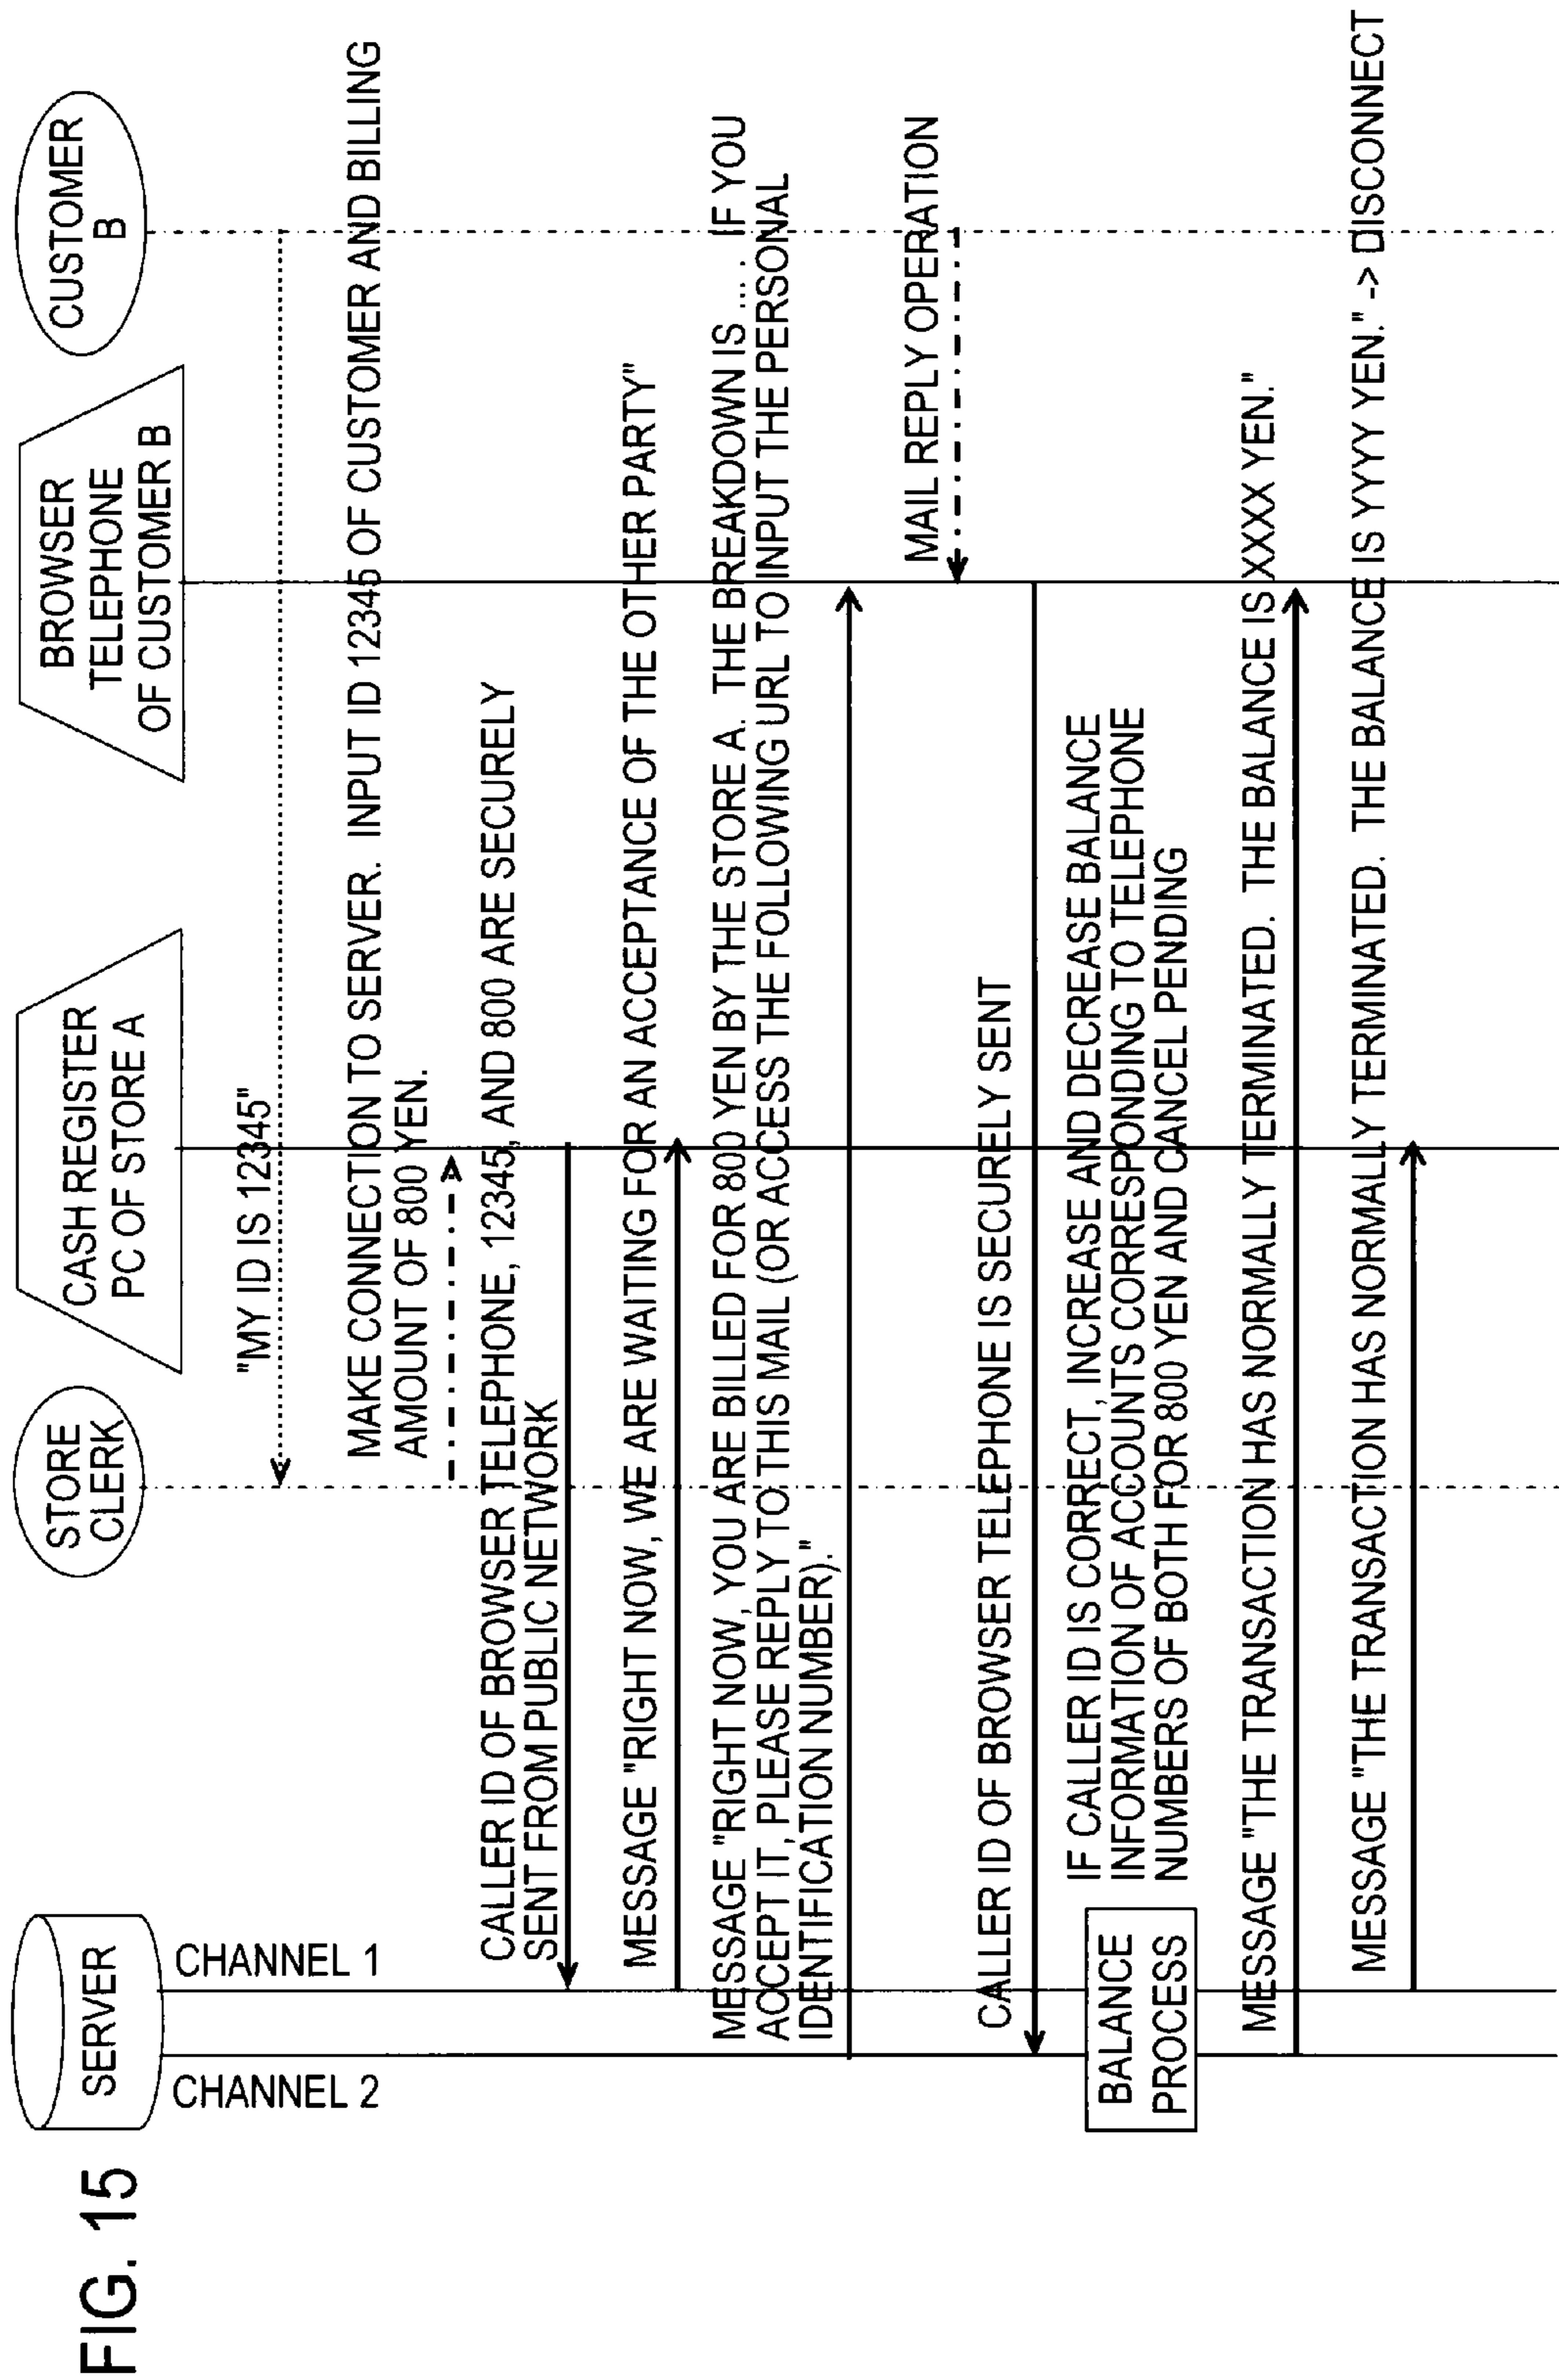 FIG. 15
SERVER
CHANNEL 1
CHANNEL 2
STORE
CLERK
CASH REGISTER
PC OF STORE A
BROWSER
TELEPHONE
OF CUSTOMER B
CUSTOMER
B
"MY ID IS 12345"
MAKE CONNECTION TO SERVER. INPUT ID 12345 OF CUSTOMER AND BILLING
AMOUNT OF 800 YEN.
CALLER ID OF BROWSER TELEPHONE, 12345, AND 800 ARE SECURELY
SENT FROM PUBLIC NETWORK
MESSAGE "RIGHT NOW, WE ARE WAITING FOR AN ACCEPTANCE OF THE OTHER PARTY"
MESSAGE "RIGHT NOW, YOU ARE BILLED FOR 800 YEN BY THE STORE A. THE BREAKDOWN IS .... IF YOU
ACCEPT IT, PLEASE REPLY TO THIS MAIL (OR ACCESS THE FOLLOWING URL TO INPUT THE PERSONAL
IDENTIFICATION NUMBER)."
MAIL REPLY OPERATION
CALLER ID OF BROWSER TELEPHONE IS SECURELY SENT
BALANCE
PROCESS
IF CALLER ID IS CORRECT, INCREASE AND DECREASE BALANCE
INFORMATION OF ACCOUNTS CORRESPONDING TO TELEPHONE
NUMBERS OF BOTH FOR 800 YEN AND CANCEL PENDING
MESSAGE "THE TRANSACTION HAS NORMALLY TERMINATED. THE BALANCE IS XXXX YEN."
MESSAGE "THE TRANSACTION HAS NORMALLY TERMINATED. THE BALANCE IS YYYY YEN." -> DISCONNECT